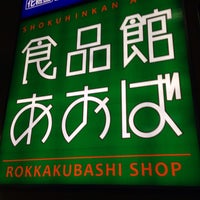 SHOKUHINKAN A
食品館
あおば
ROKKAKUBASHI SHOP